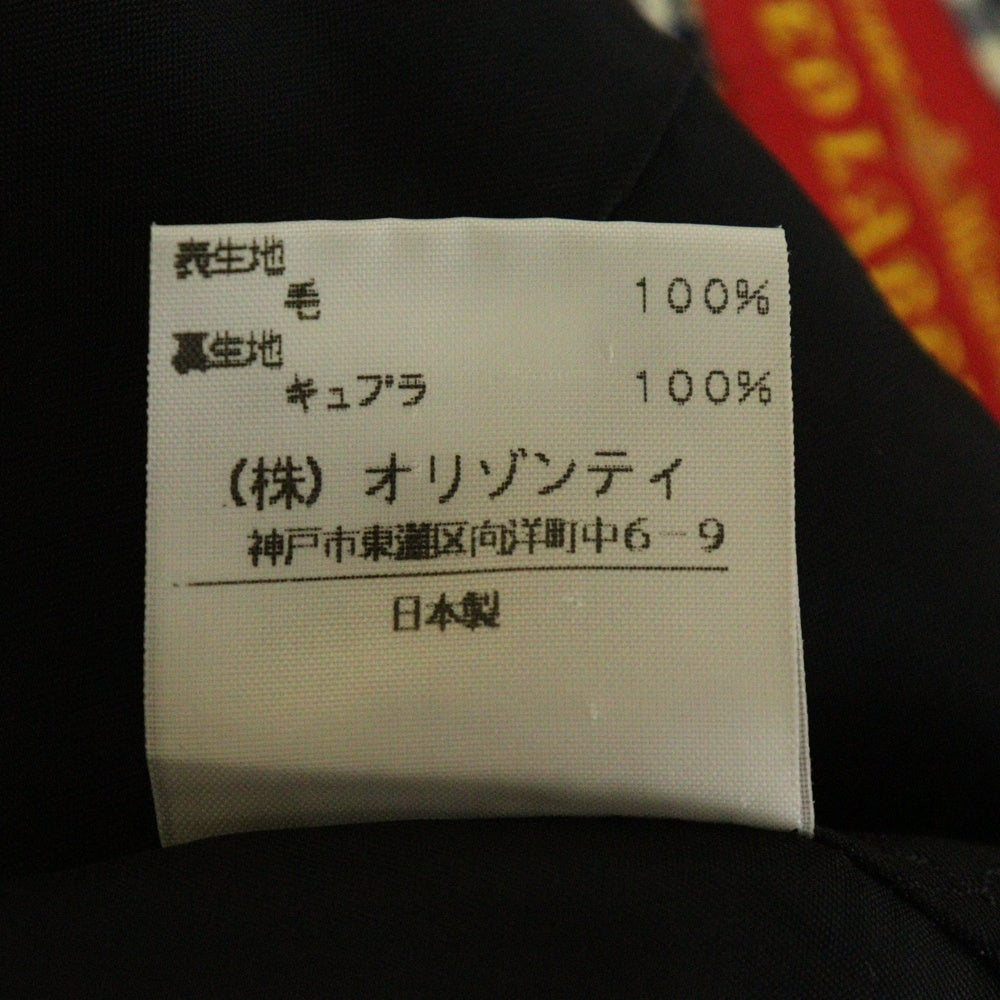 表生地
毛 100%
裏生地
キュプラ 100%
(株) オリゾンティ
神戸市東灘区向洋町中6-9
日本製